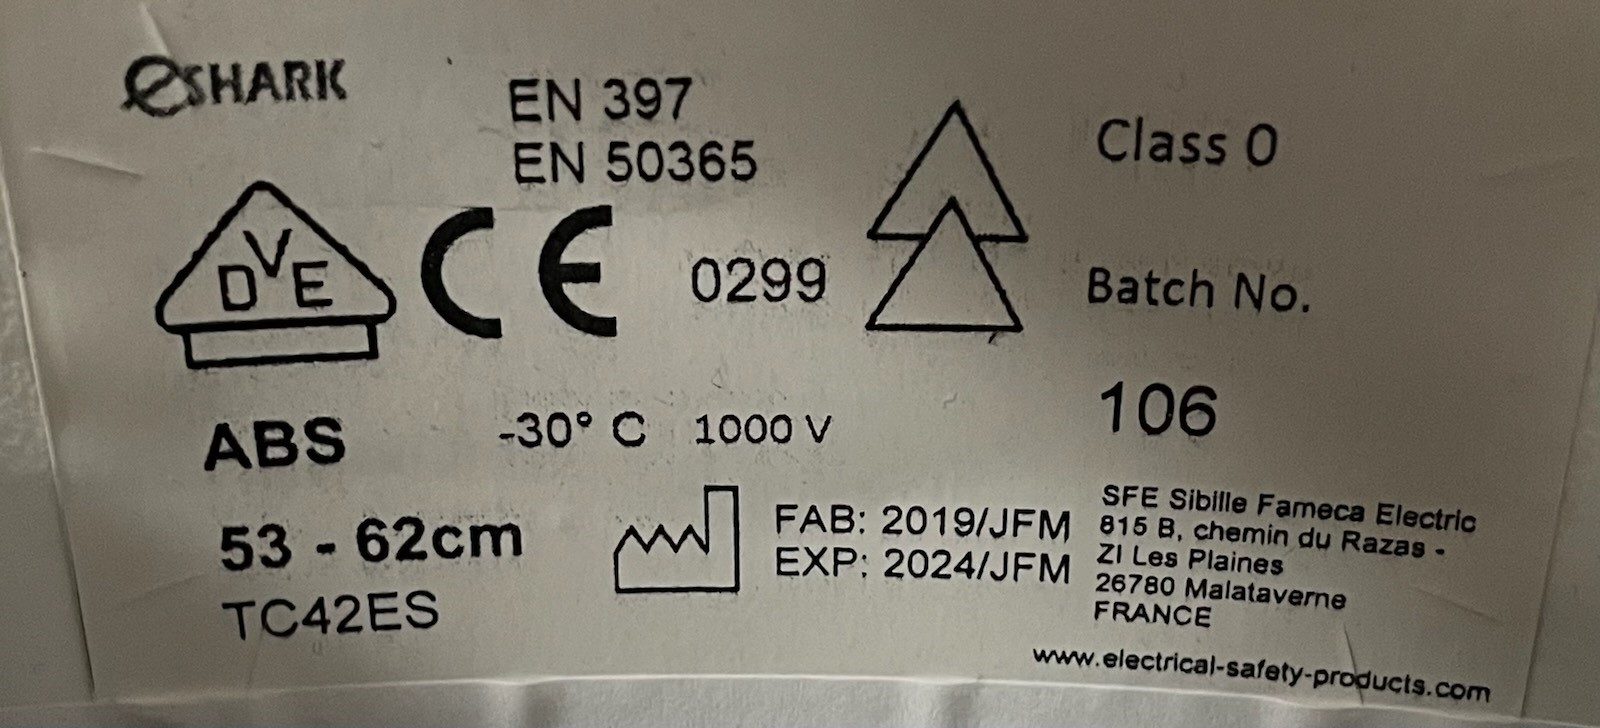 eSHARK
EN 397
EN 50365
Class 0
DVE
CE 0299
Batch No.
106
ABS
-30° C 1000 V
53 - 62cm
TC42ES
FAB: 2019/JFM
EXP: 2024/JFM
SFE Sibille Fameca Electric
815 B, chemin du Razas -
ZI Les Plaines
26780 Malataverne
FRANCE
www.electrical-safety-products.com